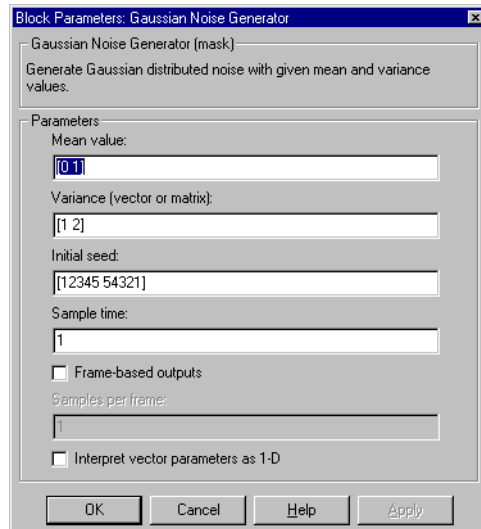 Block Parameters: Gaussian Noise Generator
Gaussian Noise Generator (mask)
Generate Gaussian distributed noise with given mean and variance
values.
Parameters
Mean value:
[0 1]
Variance (vector or matrix):
[1 2]
Initial seed:
[12345 54321]
Sample time:
1
Frame-based outputs
Samples per frame:
1
Interpret vector parameters as 1-D
OK Cancel Help Apply